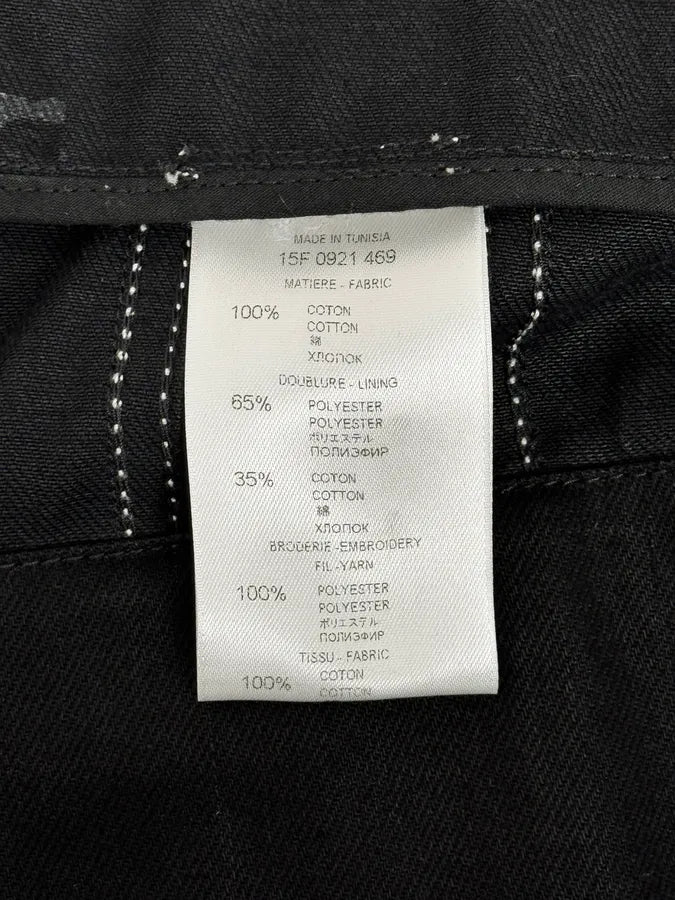 MADE IN TUNISIA
15F 0921 469
MATIERE - FABRIC
100% COTON
COTTON
綿
ХЛОПОК
DOUBLURE - LINING
65% POLYESTER
POLYESTER
ポリエステル
ПОЛИЭФИР
35% COTON
COTTON
綿
ХЛОПОК
BRODERIE -EMBROIDERY
FIL -YARN
100% POLYESTER
POLYESTER
ポリエステル
ПОЛИЭФИР
TISSU - FABRIC
100% COTON
COTTON